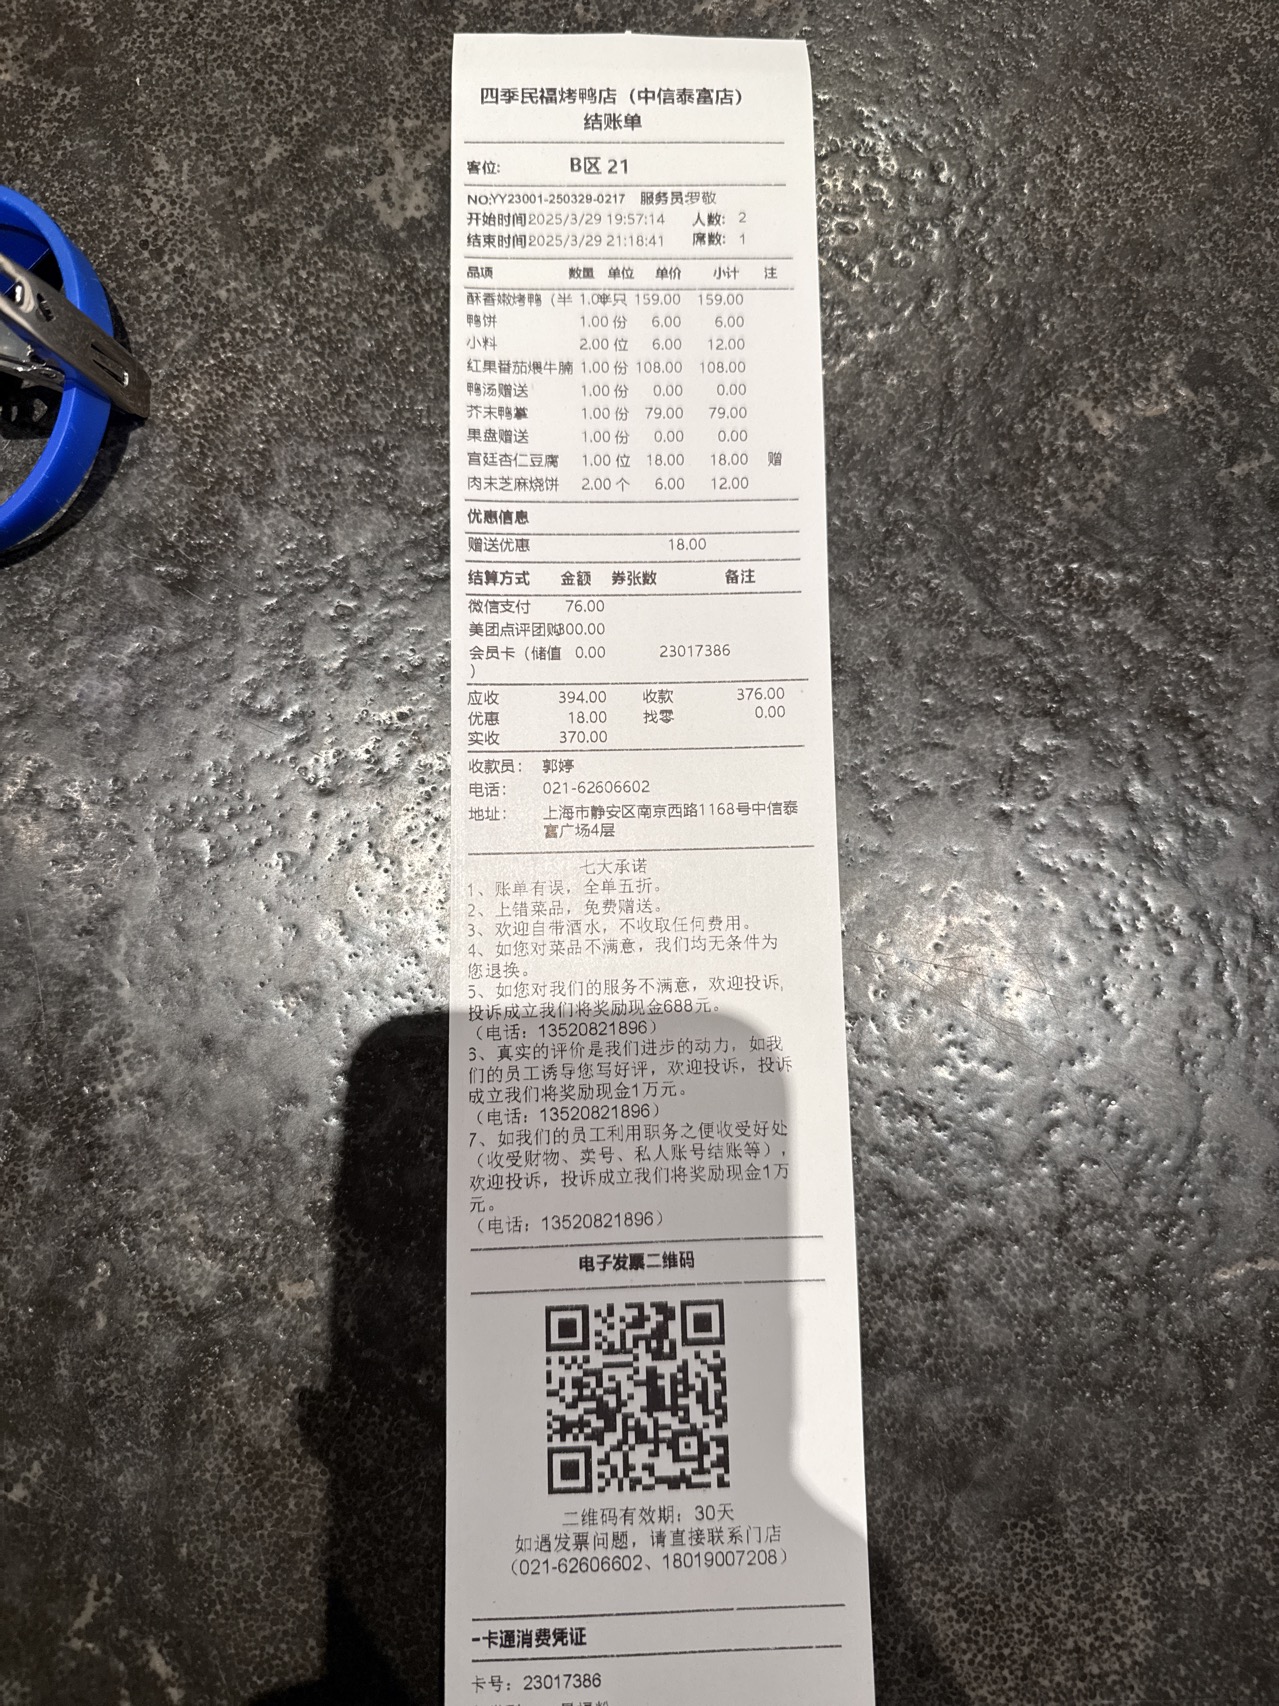 四季民福烤鸭店（中信泰富店）
结账单
客位： B区 21
NO:YY23001-250329-0217 服务员:罗敬
开始时间2025/3/29 19:57:14 人数： 2
结束时间2025/3/29 21:18:41 席数： 1
品项 数量 单位 单价 小计 注
酥香嫩烤鸭（半 1.0半只 159.00 159.00
鸭饼 1.00 份 6.00 6.00
小料 2.00 位 6.00 12.00
红果番茄煨牛腩 1.00 份 108.00 108.00
鸭汤赠送 1.00 份 0.00 0.00
芥末鸭掌 1.00 份 79.00 79.00
果盘赠送 1.00 份 0.00 0.00
宫廷杏仁豆腐 1.00 位 18.00 18.00 赠
肉末芝麻烧饼 2.00 个 6.00 12.00
优惠信息
赠送优惠 18.00
结算方式 金额 券张数 备注
微信支付 76.00
美团点评团购300.00
会员卡（储值 0.00 23017386
）
应收 394.00 收款 376.00
优惠 18.00 找零 0.00
实收 370.00
收款员： 郭婷
电话： 021-62606602
地址： 上海市静安区南京西路1168号中信泰
富广场4层
七大承诺
1、账单有误，全单五折。
2、上错菜品，免费赠送。
3、欢迎自带酒水，不收取任何费用。
4、如您对菜品不满意，我们均无条件为
您退换。
5、如您对我们的服务不满意，欢迎投诉，
投诉成立我们将奖励现金688元。
（电话：13520821896）
6、真实的评价是我们进步的动力，如我
们的员工诱导您写好评，欢迎投诉，投诉
成立我们将奖励现金1万元。
（电话：13520821896）
7、如我们的员工利用职务之便收受好处
（收受财物、卖号、私人账号结账等），
欢迎投诉，投诉成立我们将奖励现金1万
元。
（电话：13520821896）
电子发票二维码
二维码有效期：30天
如遇发票问题，请直接联系门店
（021-62606602、18019007208）
一卡通消费凭证
卡号：23017386